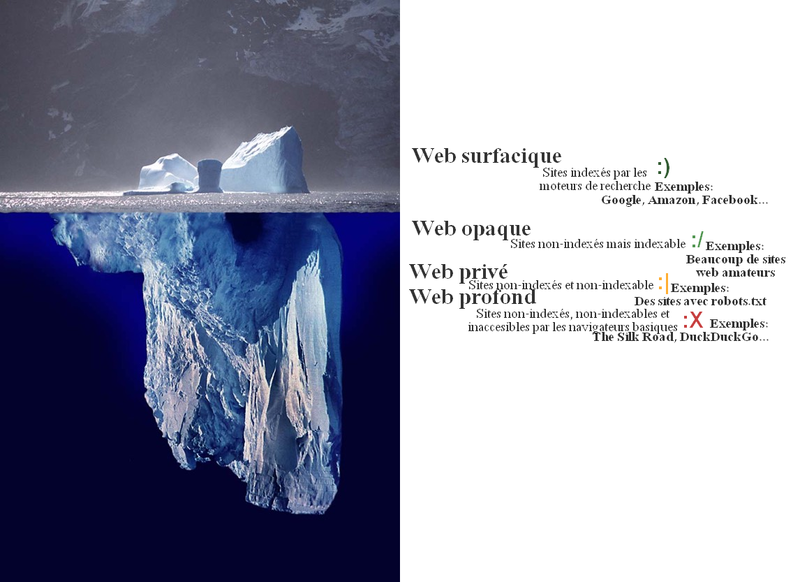 Web surfacique
Sites indexés par les :)
moteurs de recherche Exemples:
Google, Amazon, Facebook...
Web opaque
Sites non-indexés mais indexable :/ Exemples:
Beaucoup de sites
web amateurs
Web privé
Sites non-indexés et non-indexable :| Exemples:
Web profond
Des sites avec robots.txt
Sites non-indexés, non-indexables et
inaccesibles par les navigateurs basiques :X Exemples:
The Silk Road, DuckDuckGo...